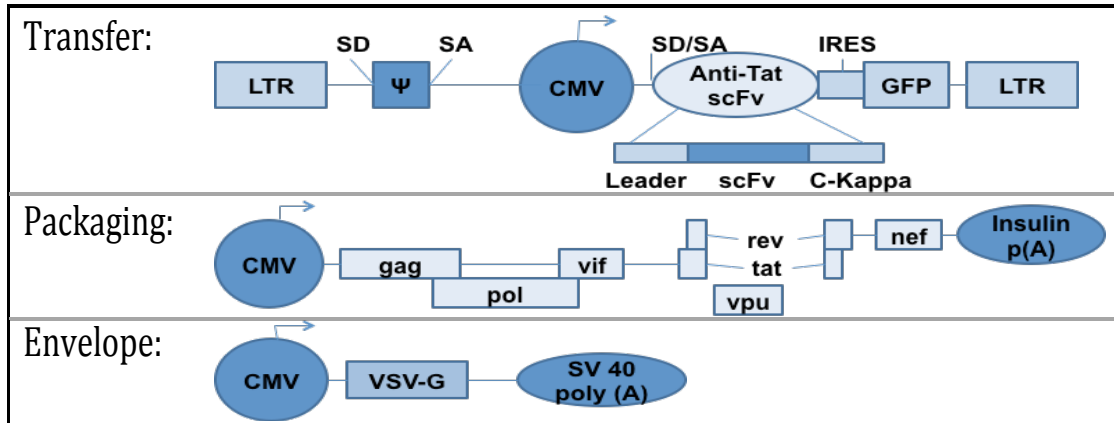 Transfer:
SD SA SD/SA IRES
LTR Ψ CMV Anti-Tat scFv GFP LTR
Leader scFv C-Kappa
Packaging:
CMV gag pol vif rev tat vpu nef Insulin p(A)
Envelope:
CMV VSV-G SV 40 poly (A)